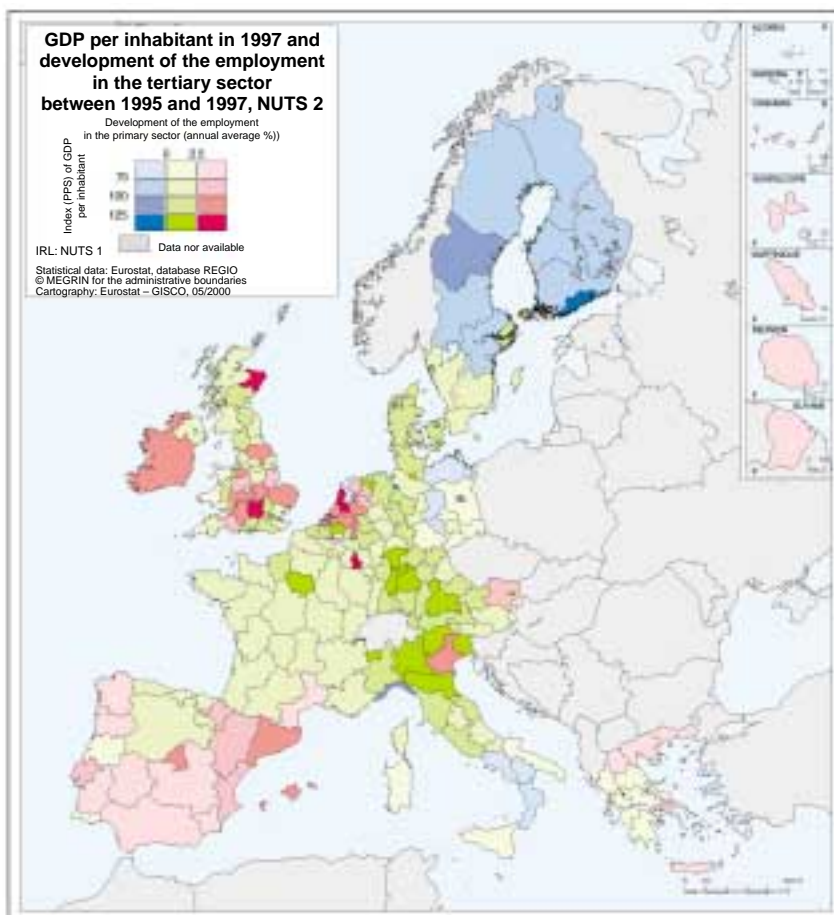 GDP per inhabitant in 1997 and
development of the employment
in the tertiary sector
between 1995 and 1997, NUTS 2
Development of the employment
in the primary sector (annual average %))
Index (PPS) of GDP
per inhabitant
75
100
125
IRL: NUTS 1
Data nor available
Statistical data: Eurostat, database REGIO
© MEGRIN for the administrative boundaries
Cartography: Eurostat – GISCO, 05/2000